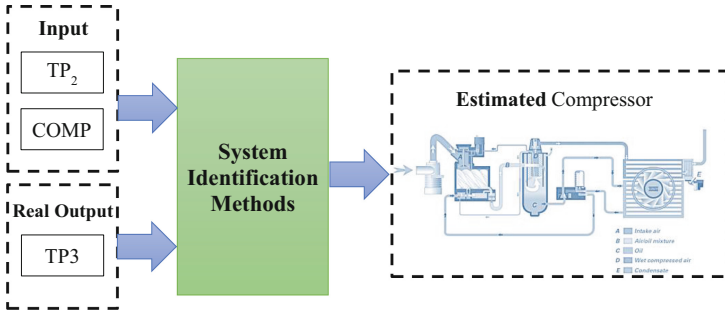 Input
TP2
COMP
Real Output
TP3
System
Identification
Methods
Estimated Compressor
B
C
E
A Intake air
B Air/oil mixture
C Oil
D Wet compressed air
E Condensate